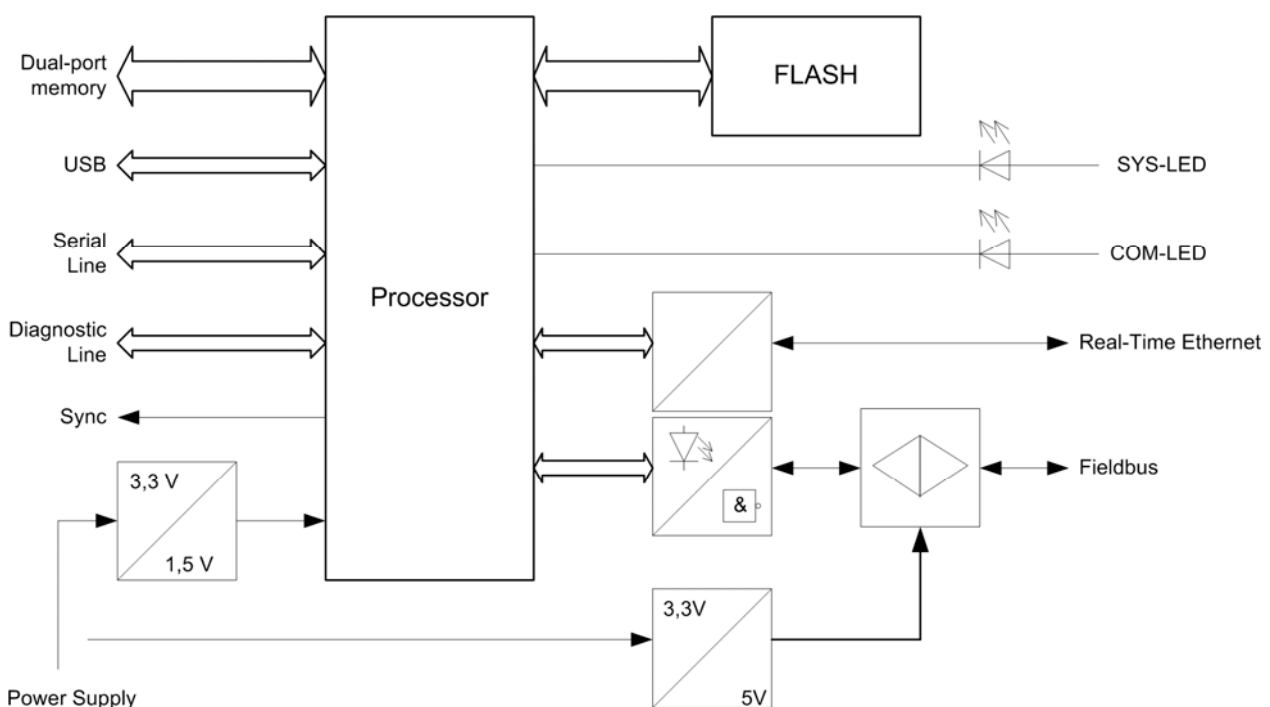 Dual-port
memory
FLASH
USB
SYS-LED
Serial
Line
COM-LED
Processor
Diagnostic
Line
Real-Time Ethernet
Sync
Fieldbus
3,3 V
&
1,5 V
3,3V
5V
Power Supply